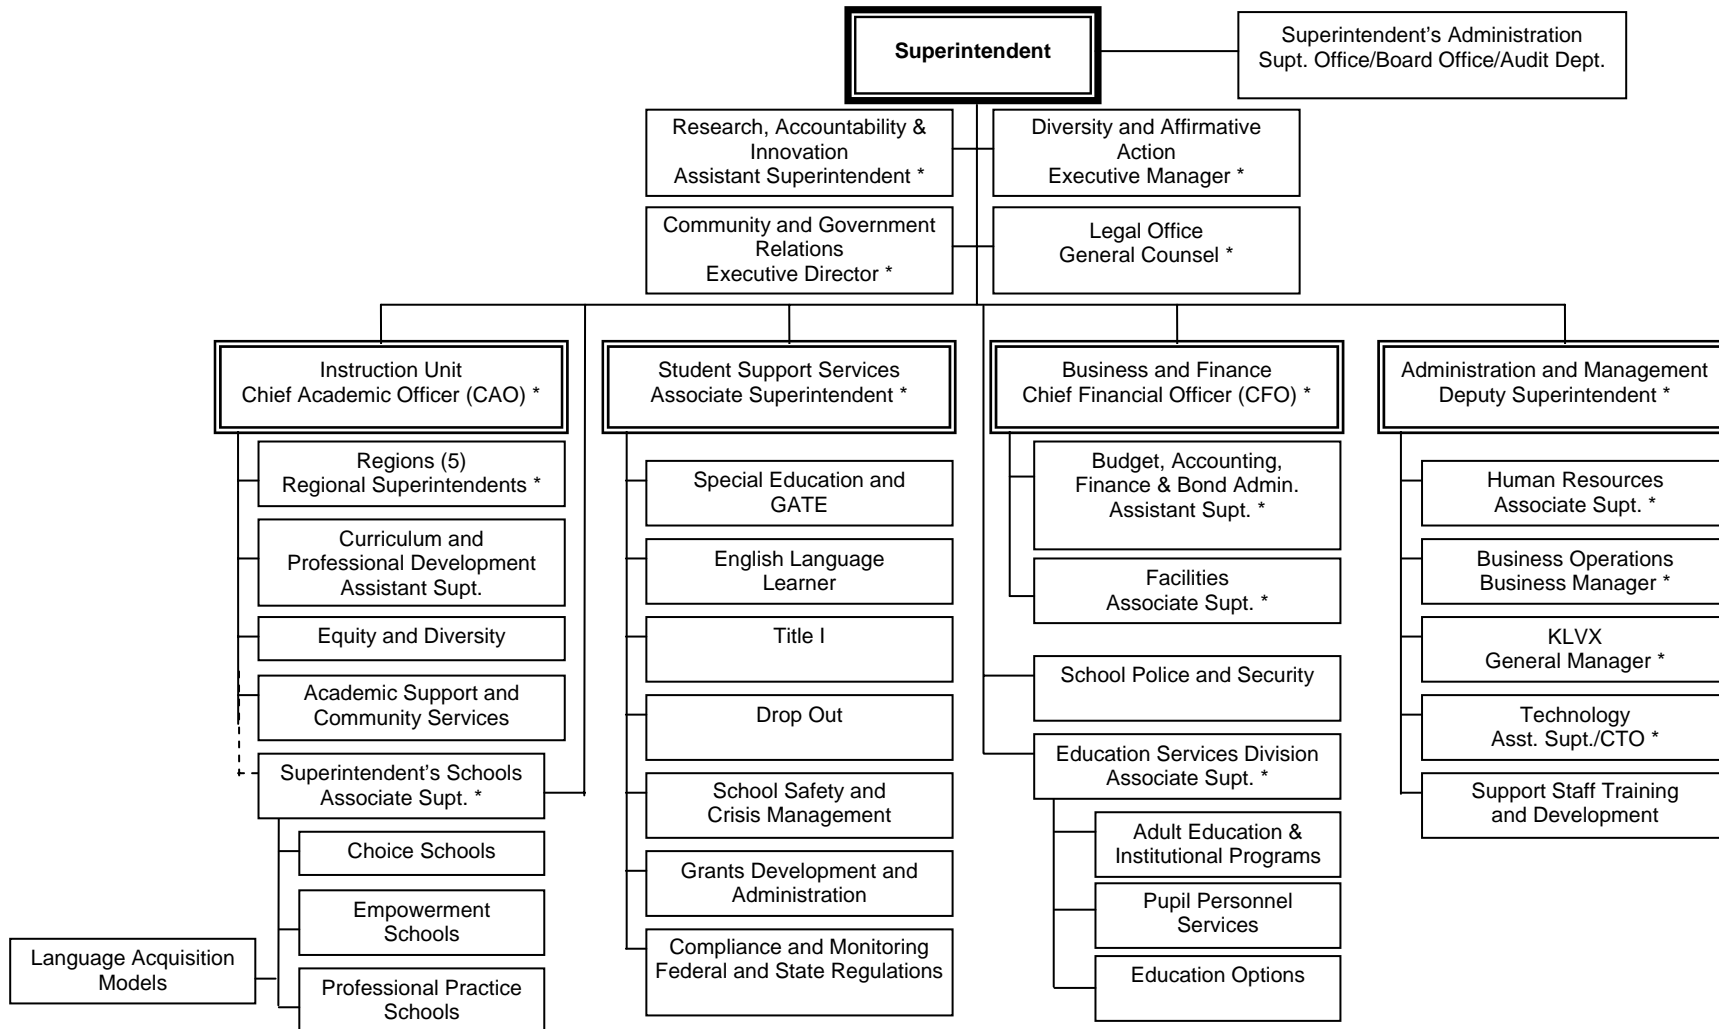 Superintendent
Superintendent's Administration
Supt. Office/Board Office/Audit Dept.
Research, Accountability &
Innovation
Assistant Superintendent *
Diversity and Affirmative
Action
Executive Manager *
Community and Government
Relations
Executive Director *
Legal Office
General Counsel *
Instruction Unit
Chief Academic Officer (CAO) *
Regions (5)
Regional Superintendents *
Curriculum and
Professional Development
Assistant Supt.
Equity and Diversity
Academic Support and
Community Services
Superintendent's Schools
Associate Supt. *
Choice Schools
Empowerment
Schools
Language Acquisition
Models
Professional Practice
Schools
Student Support Services
Associate Superintendent *
Special Education and
GATE
English Language
Learner
Title I
Drop Out
School Safety and
Crisis Management
Grants Development and
Administration
Compliance and Monitoring
Federal and State Regulations
Business and Finance
Chief Financial Officer (CFO) *
Budget, Accounting,
Finance & Bond Admin.
Assistant Supt. *
Facilities
Associate Supt. *
School Police and Security
Education Services Division
Associate Supt. *
Adult Education &
Institutional Programs
Pupil Personnel
Services
Education Options
Administration and Management
Deputy Superintendent *
Human Resources
Associate Supt. *
Business Operations
Business Manager *
KLVX
General Manager *
Technology
Asst. Supt./CTO *
Support Staff Training
and Development